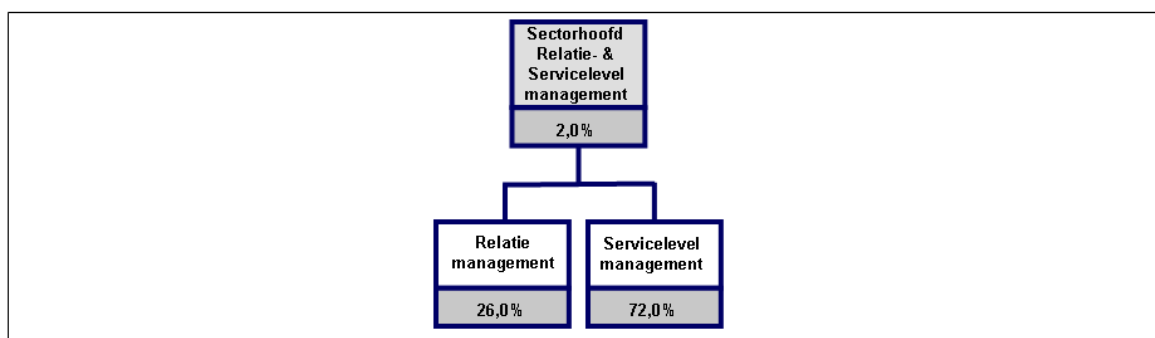 Sectorhoofd
Relatie- &
Servicelevel
management
2,0%
Relatie
management
26,0%
Servicelevel
management
72,0%